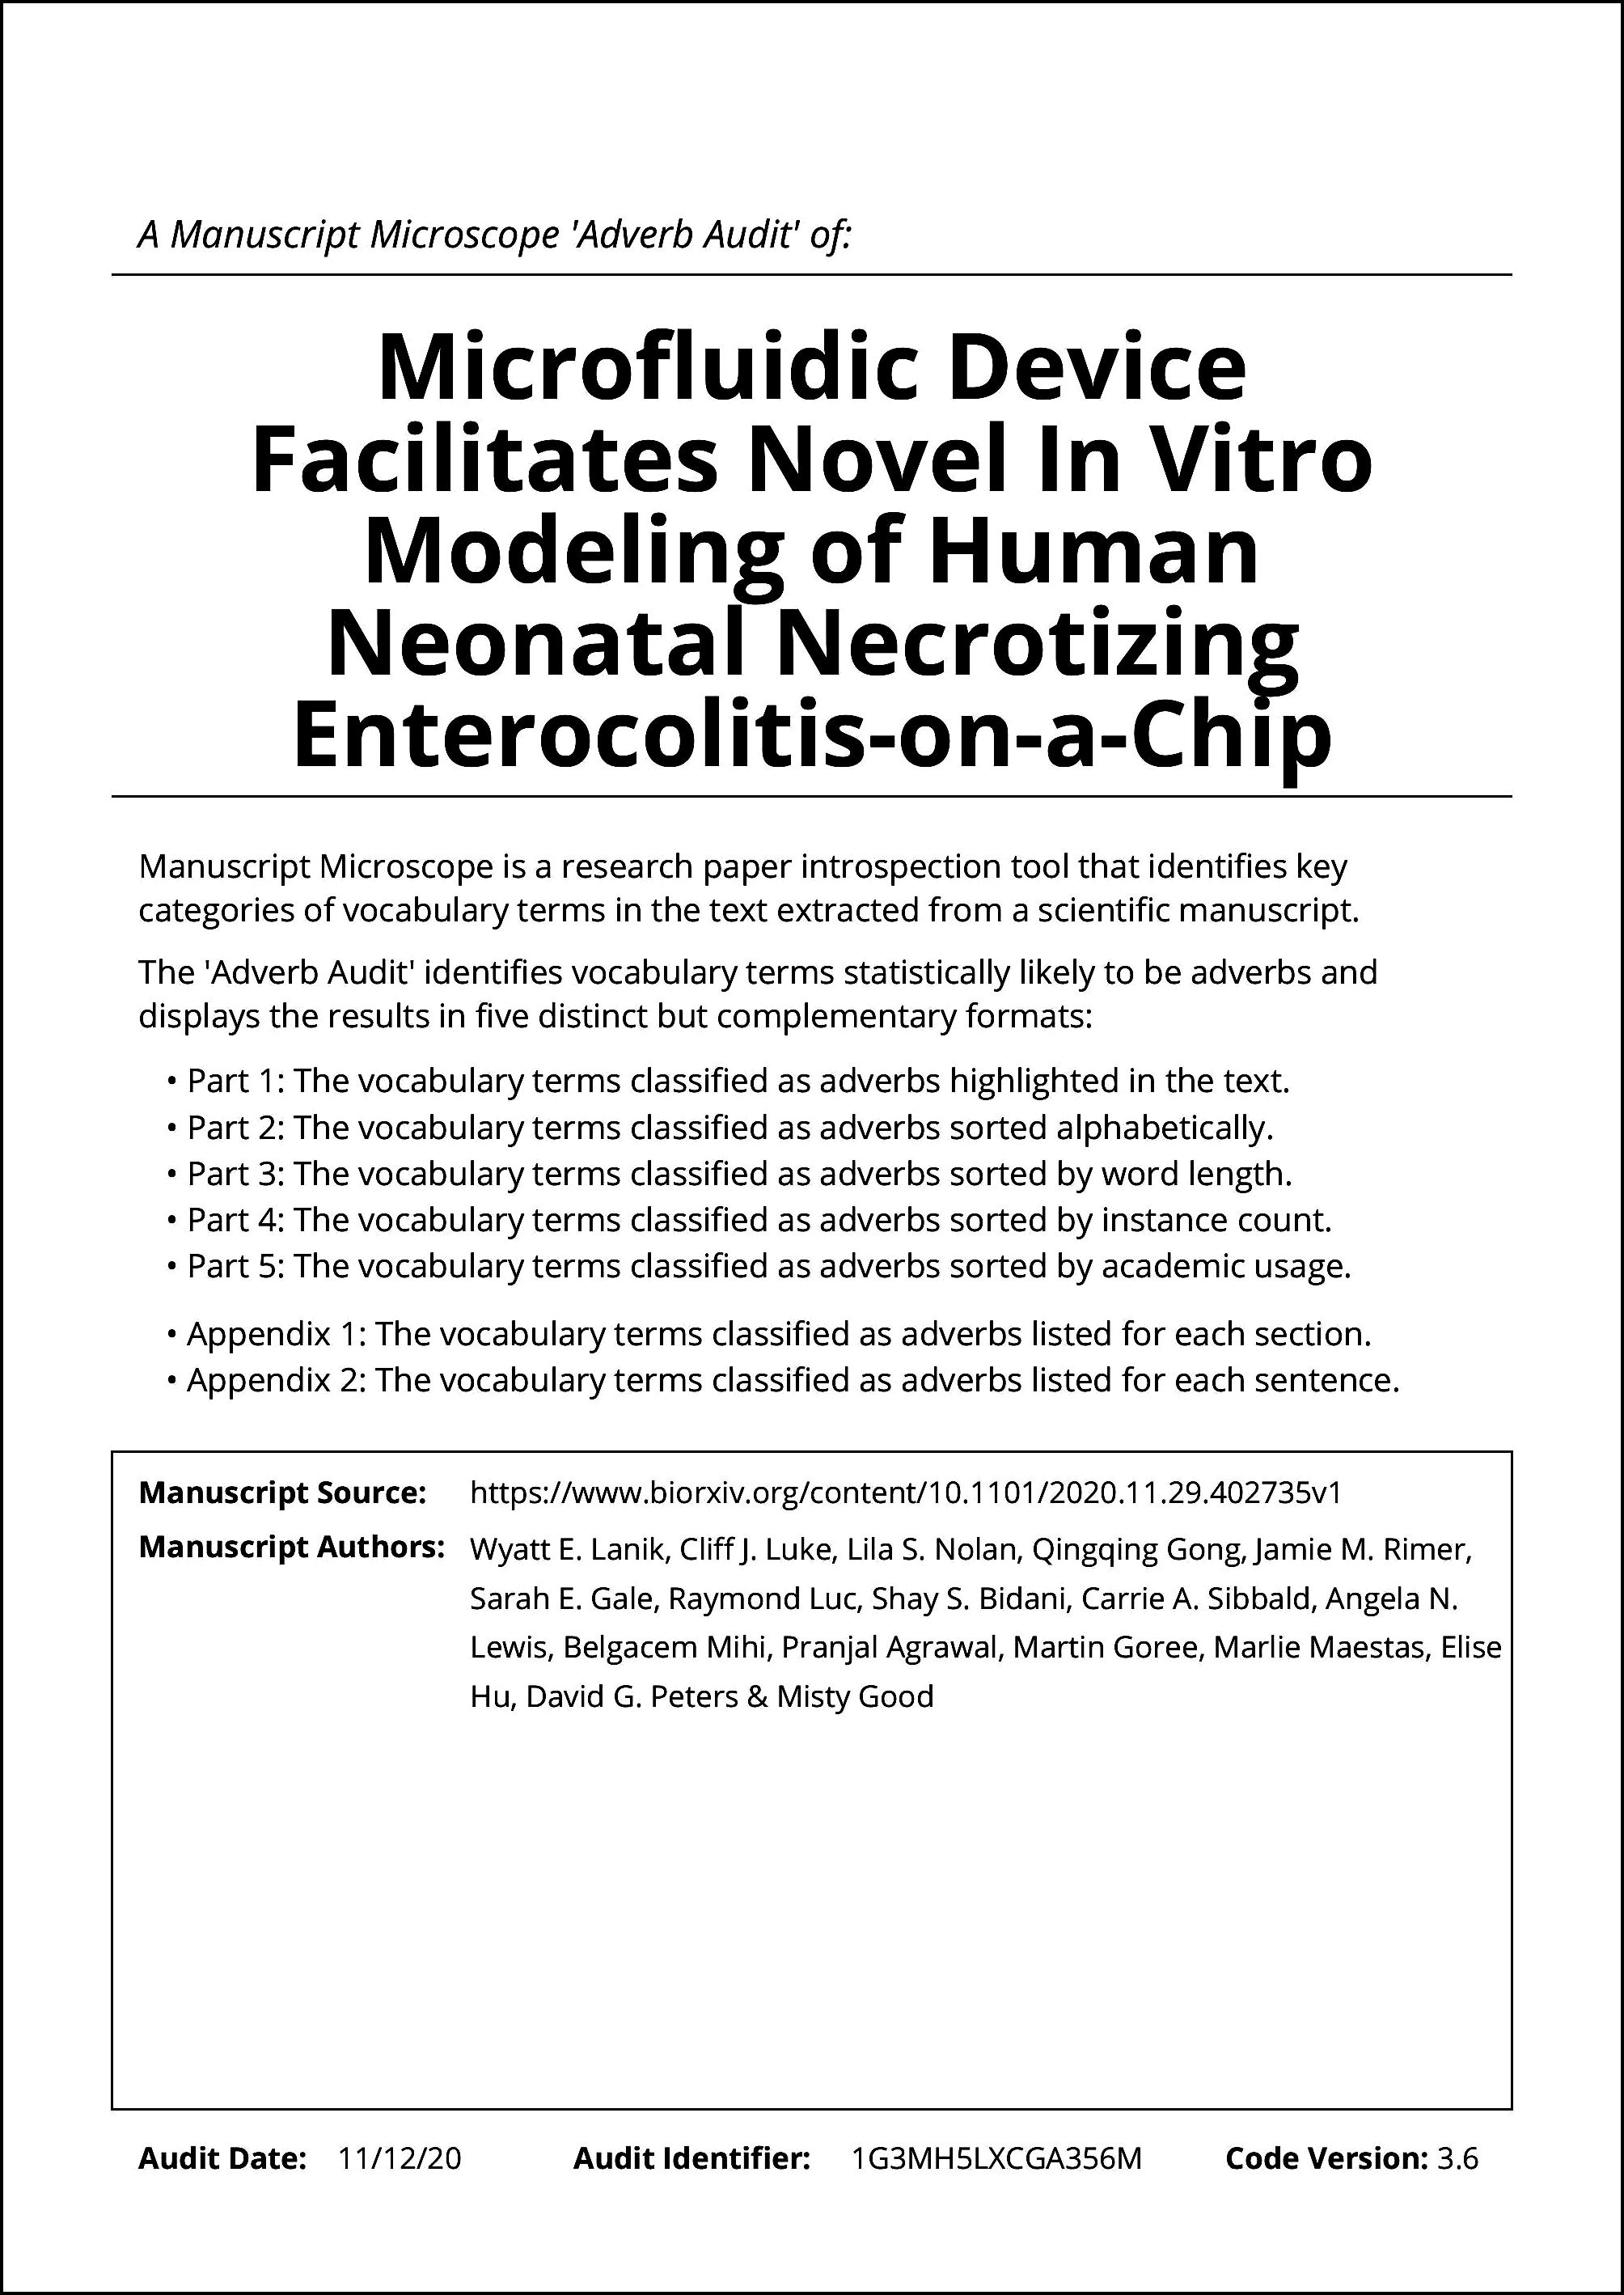 A Manuscript Microscope 'Adverb Audit' of:
Microfluidic Device
Facilitates Novel In Vitro
Modeling of Human
Neonatal Necrotizing
Enterocolitis-on-a-Chip
Manuscript Microscope is a research paper introspection tool that identifies key
categories of vocabulary terms in the text extracted from a scientific manuscript.
The 'Adverb Audit' identifies vocabulary terms statistically likely to be adverbs and
displays the results in five distinct but complementary formats:
• Part 1: The vocabulary terms classified as adverbs highlighted in the text.
• Part 2: The vocabulary terms classified as adverbs sorted alphabetically.
• Part 3: The vocabulary terms classified as adverbs sorted by word length.
• Part 4: The vocabulary terms classified as adverbs sorted by instance count.
• Part 5: The vocabulary terms classified as adverbs sorted by academic usage.
• Appendix 1: The vocabulary terms classified as adverbs listed for each section.
• Appendix 2: The vocabulary terms classified as adverbs listed for each sentence.
Manuscript Source: https://www.biorxiv.org/content/10.1101/2020.11.29.402735v1
Manuscript Authors: Wyatt E. Lanik, Cliff J. Luke, Lila S. Nolan, Qingqing Gong, Jamie M. Rimer,
Sarah E. Gale, Raymond Luc, Shay S. Bidani, Carrie A. Sibbald, Angela N.
Lewis, Belgacem Mihi, Pranjal Agrawal, Martin Goree, Marlie Maestas, Elise
Hu, David G. Peters & Misty Good
Audit Date: 11/12/20 Audit Identifier: 1G3MH5LXCGA356M Code Version: 3.6